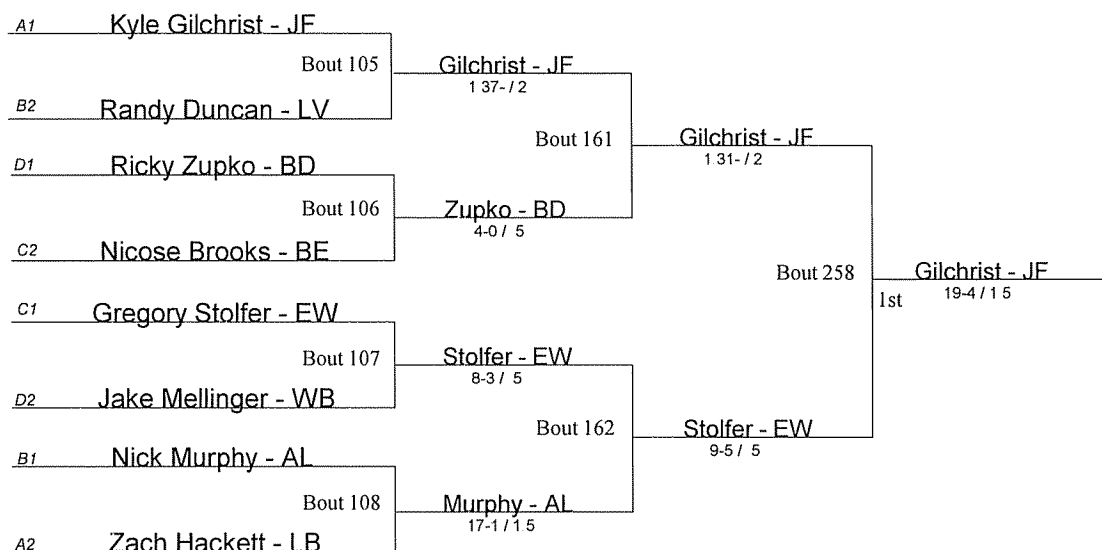 A1 Kyle Gilchrist - JF
Bout 105
Gilchrist - JF
1 37- / 2
B2 Randy Duncan - LV
Bout 161
Gilchrist - JF
1 31- / 2
D1 Ricky Zupko - BD
Bout 106
Zupko - BD
4-0 / 5
C2 Nicose Brooks - BE
Bout 258
Gilchrist - JF
19-4 / 1 5
1st
C1 Gregory Stolfer - EW
Bout 107
Stolfer - EW
8-3 / 5
D2 Jake Mellinger - WB
Bout 162
Stolfer - EW
9-5 / 5
B1 Nick Murphy - AL
Bout 108
Murphy - AL
17-1 / 1 5
A2 Zach Hackett - LB